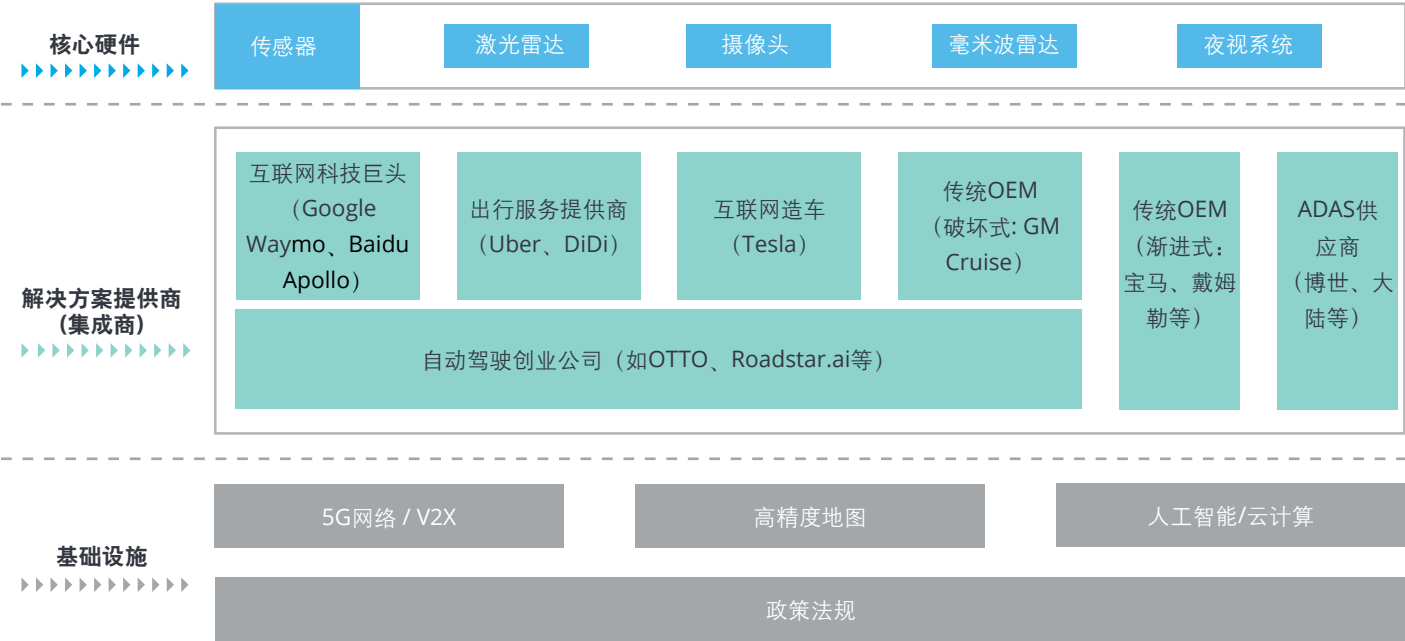 核心硬件
传感器
激光雷达
摄像头
毫米波雷达
夜视系统
解决方案提供商
(集成商)
互联网科技巨头
（Google
Waymo、Baidu
Apollo）
出行服务提供商
（Uber、DiDi）
互联网造车
（Tesla）
传统OEM
（破坏式: GM
Cruise）
传统OEM
（渐进式：
宝马、戴姆
勒等）
ADAS供
应商
（博世、大
陆等）
自动驾驶创业公司（如OTTO、Roadstar.ai等）
基础设施
5G网络 / V2X
高精度地图
人工智能/云计算
政策法规